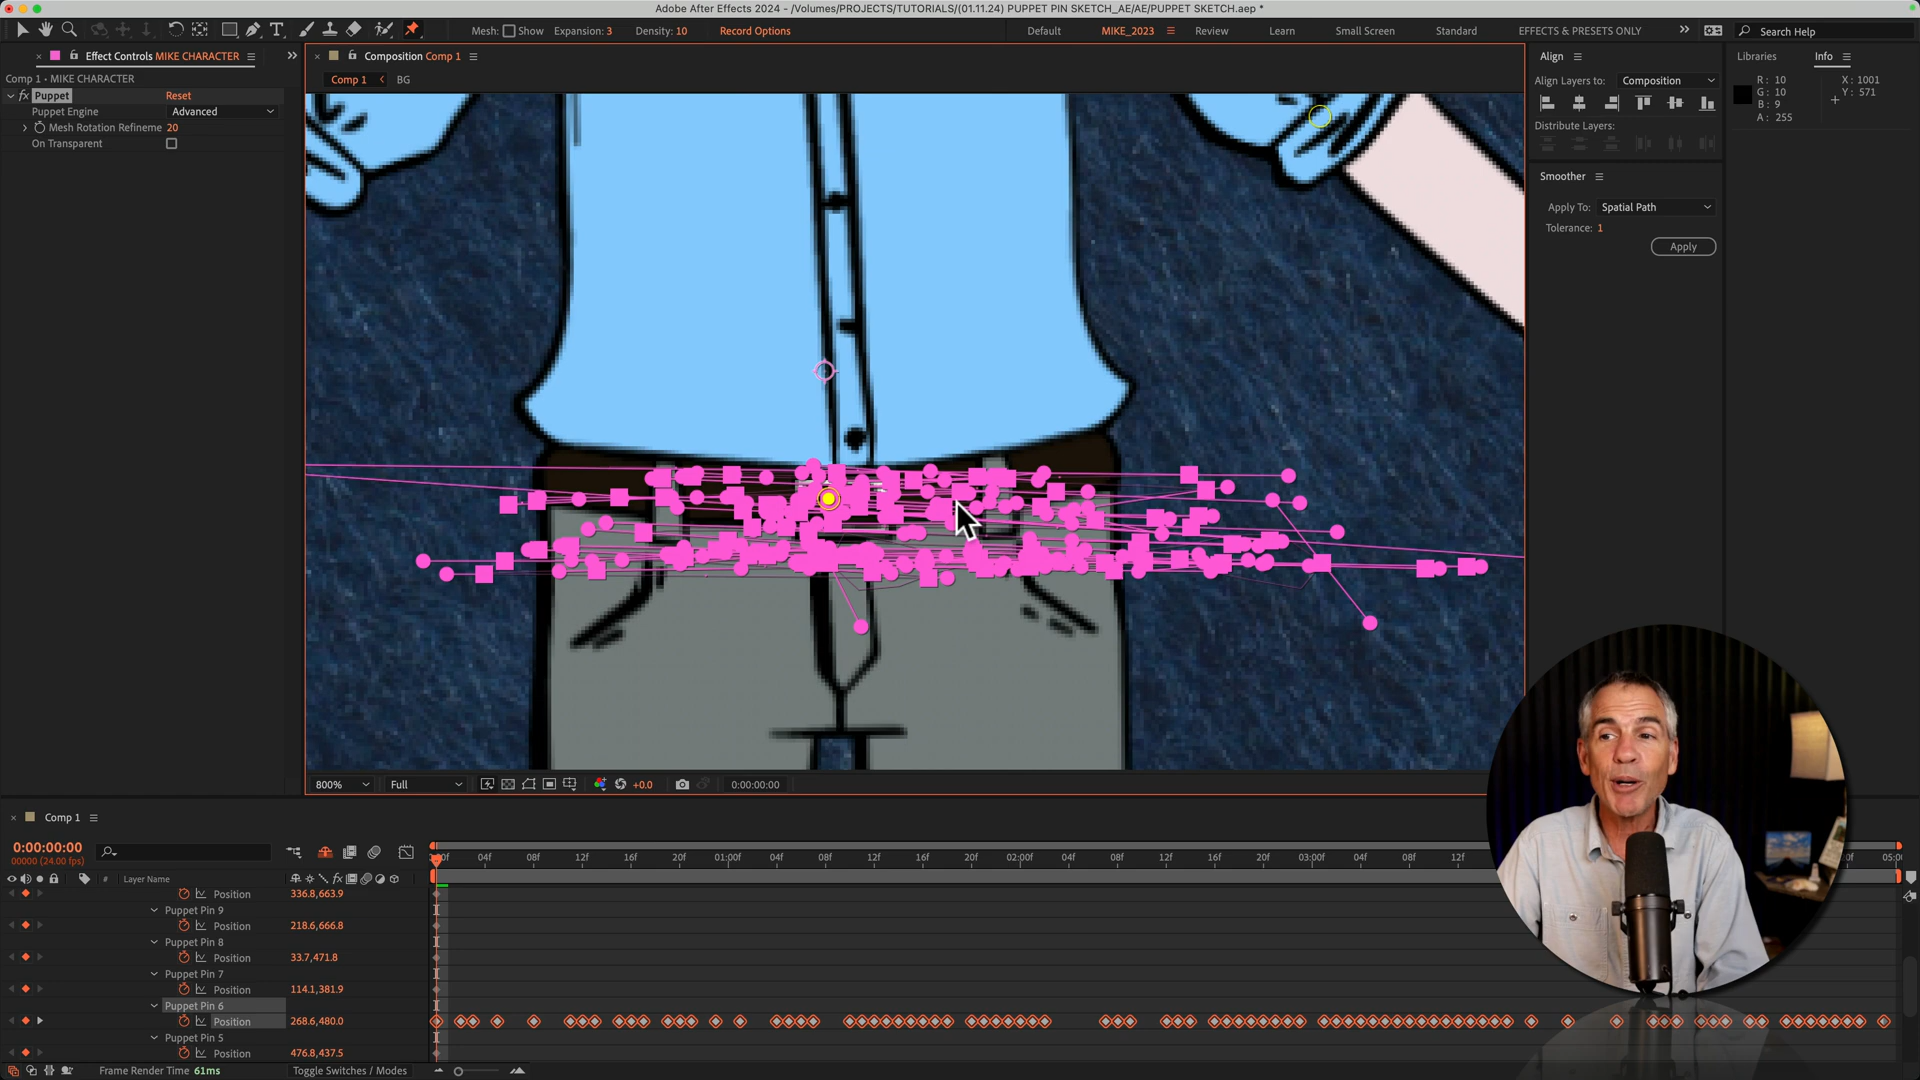 Adobe After Effects 2024 - /Volumes/PROJECTS/TUTORIALS/(01.11.24) PUPPET PIN SKETCH_AE/AE/PUPPET SKETCH.aep *
Mesh: Show Expansion: 3 Density: 10 Record Options
Default MIKE_2023 Review Learn Small Screen Standard EFFECTS & PRESETS ONLY Search Help
Effect Controls MIKE CHARACTER
Comp 1 • MIKE CHARACTER
fx Puppet Reset
Puppet Engine Advanced
Mesh Rotation Refineme 20
On Transparent
Composition Comp 1
Comp 1 BG
Align
Align Layers to: Composition
Distribute Layers:
Smoother
Apply To: Spatial Path
Tolerance: 1
Apply
Libraries Info
R: 10 X: 1001
G: 10 Y: 571
B: 9
A: 255
800% Full +0.0 0:00:00:00
Comp 1
0:00:00:00
00000 (24.00 fps)
:00f 04f 08f 12f 16f 20f 01:00f 04f 08f 12f 16f 20f 02:00f 04f 08f 12f 16f 20f 03:00f 04f 08f 12f 05:0
# Layer Name
Position 336.8,663.9
Puppet Pin 9
Position 218.6,666.8
Puppet Pin 8
Position 33.7,471.8
Puppet Pin 7
Position 114.1,381.9
Puppet Pin 6
Position 268.6,480.0
Puppet Pin 5
Position 476.8,437.5
Frame Render Time 61ms Toggle Switches / Modes